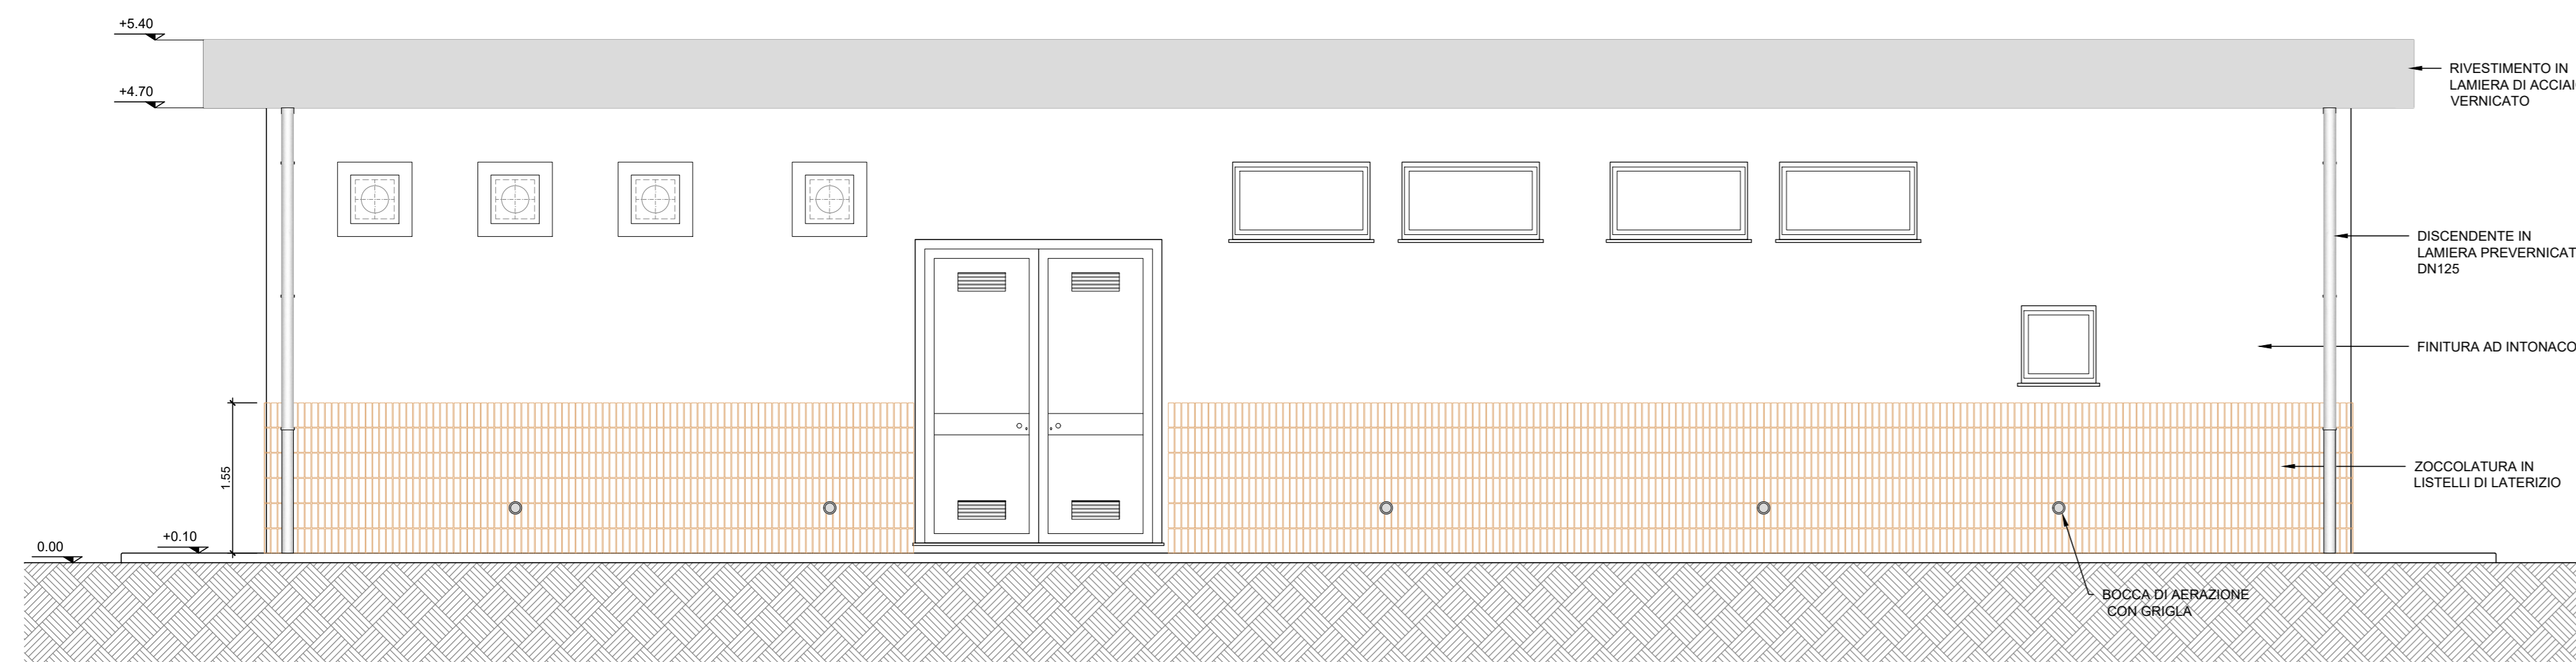 +5.40
+4.70
RIVESTIMENTO IN
LAMIERA DI ACCIAI
VERNICATO
DISCENDENTE IN
LAMIERA PREVERNICAT
DN125
FINITURA AD INTONACO
1.55
ZOCCOLATURA IN
LISTELLI DI LATERIZIO
0.00
+0.10
BOCCA DI AERAZIONE
CON GRIGLA